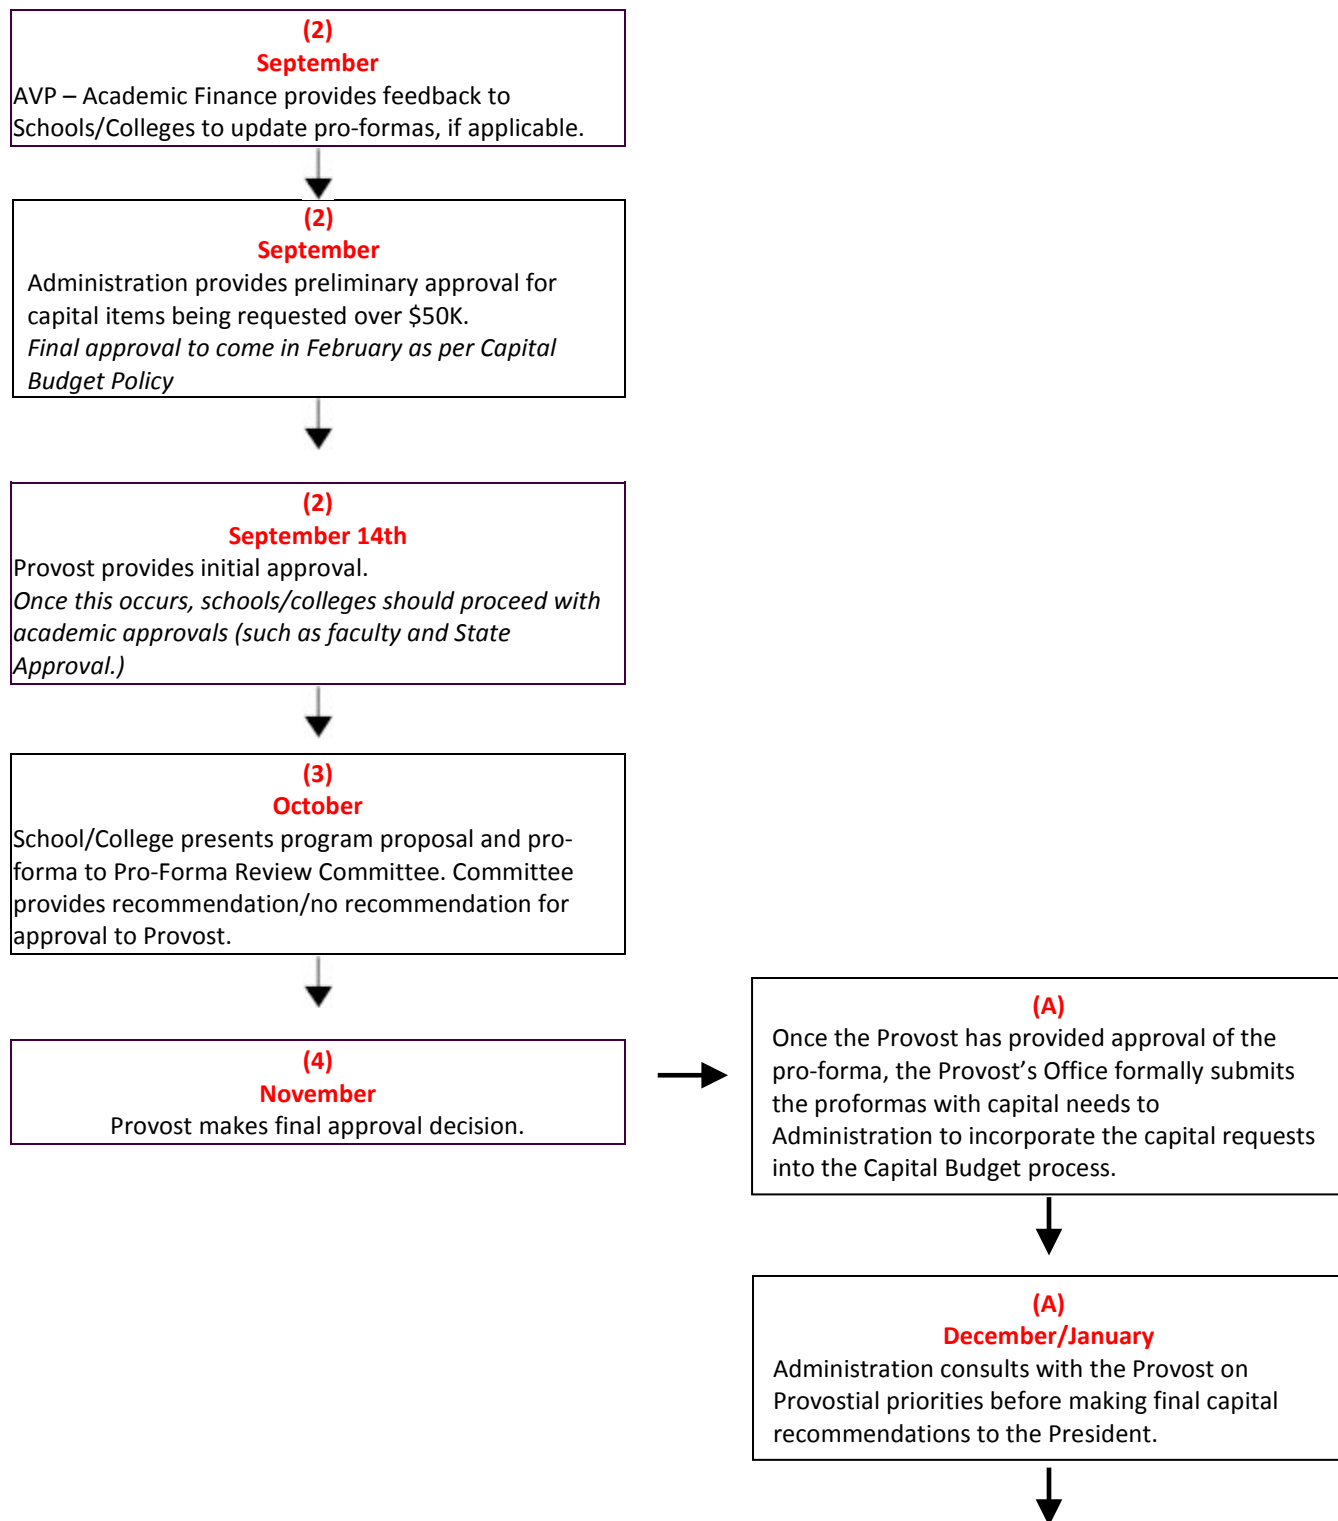 (2)
September
AVP – Academic Finance provides feedback to
Schools/Colleges to update pro-formas, if applicable.
(2)
September
Administration provides preliminary approval for
capital items being requested over $50K.
Final approval to come in February as per Capital
Budget Policy
(2)
September 14th
Provost provides initial approval.
Once this occurs, schools/colleges should proceed with
academic approvals (such as faculty and State
Approval.)
(3)
October
School/College presents program proposal and pro-
forma to Pro-Forma Review Committee. Committee
provides recommendation/no recommendation for
approval to Provost.
(4)
November
Provost makes final approval decision.
(A)
Once the Provost has provided approval of the
pro-forma, the Provost’s Office formally submits
the proformas with capital needs to
Administration to incorporate the capital requests
into the Capital Budget process.
(A)
December/January
Administration consults with the Provost on
Provostial priorities before making final capital
recommendations to the President.